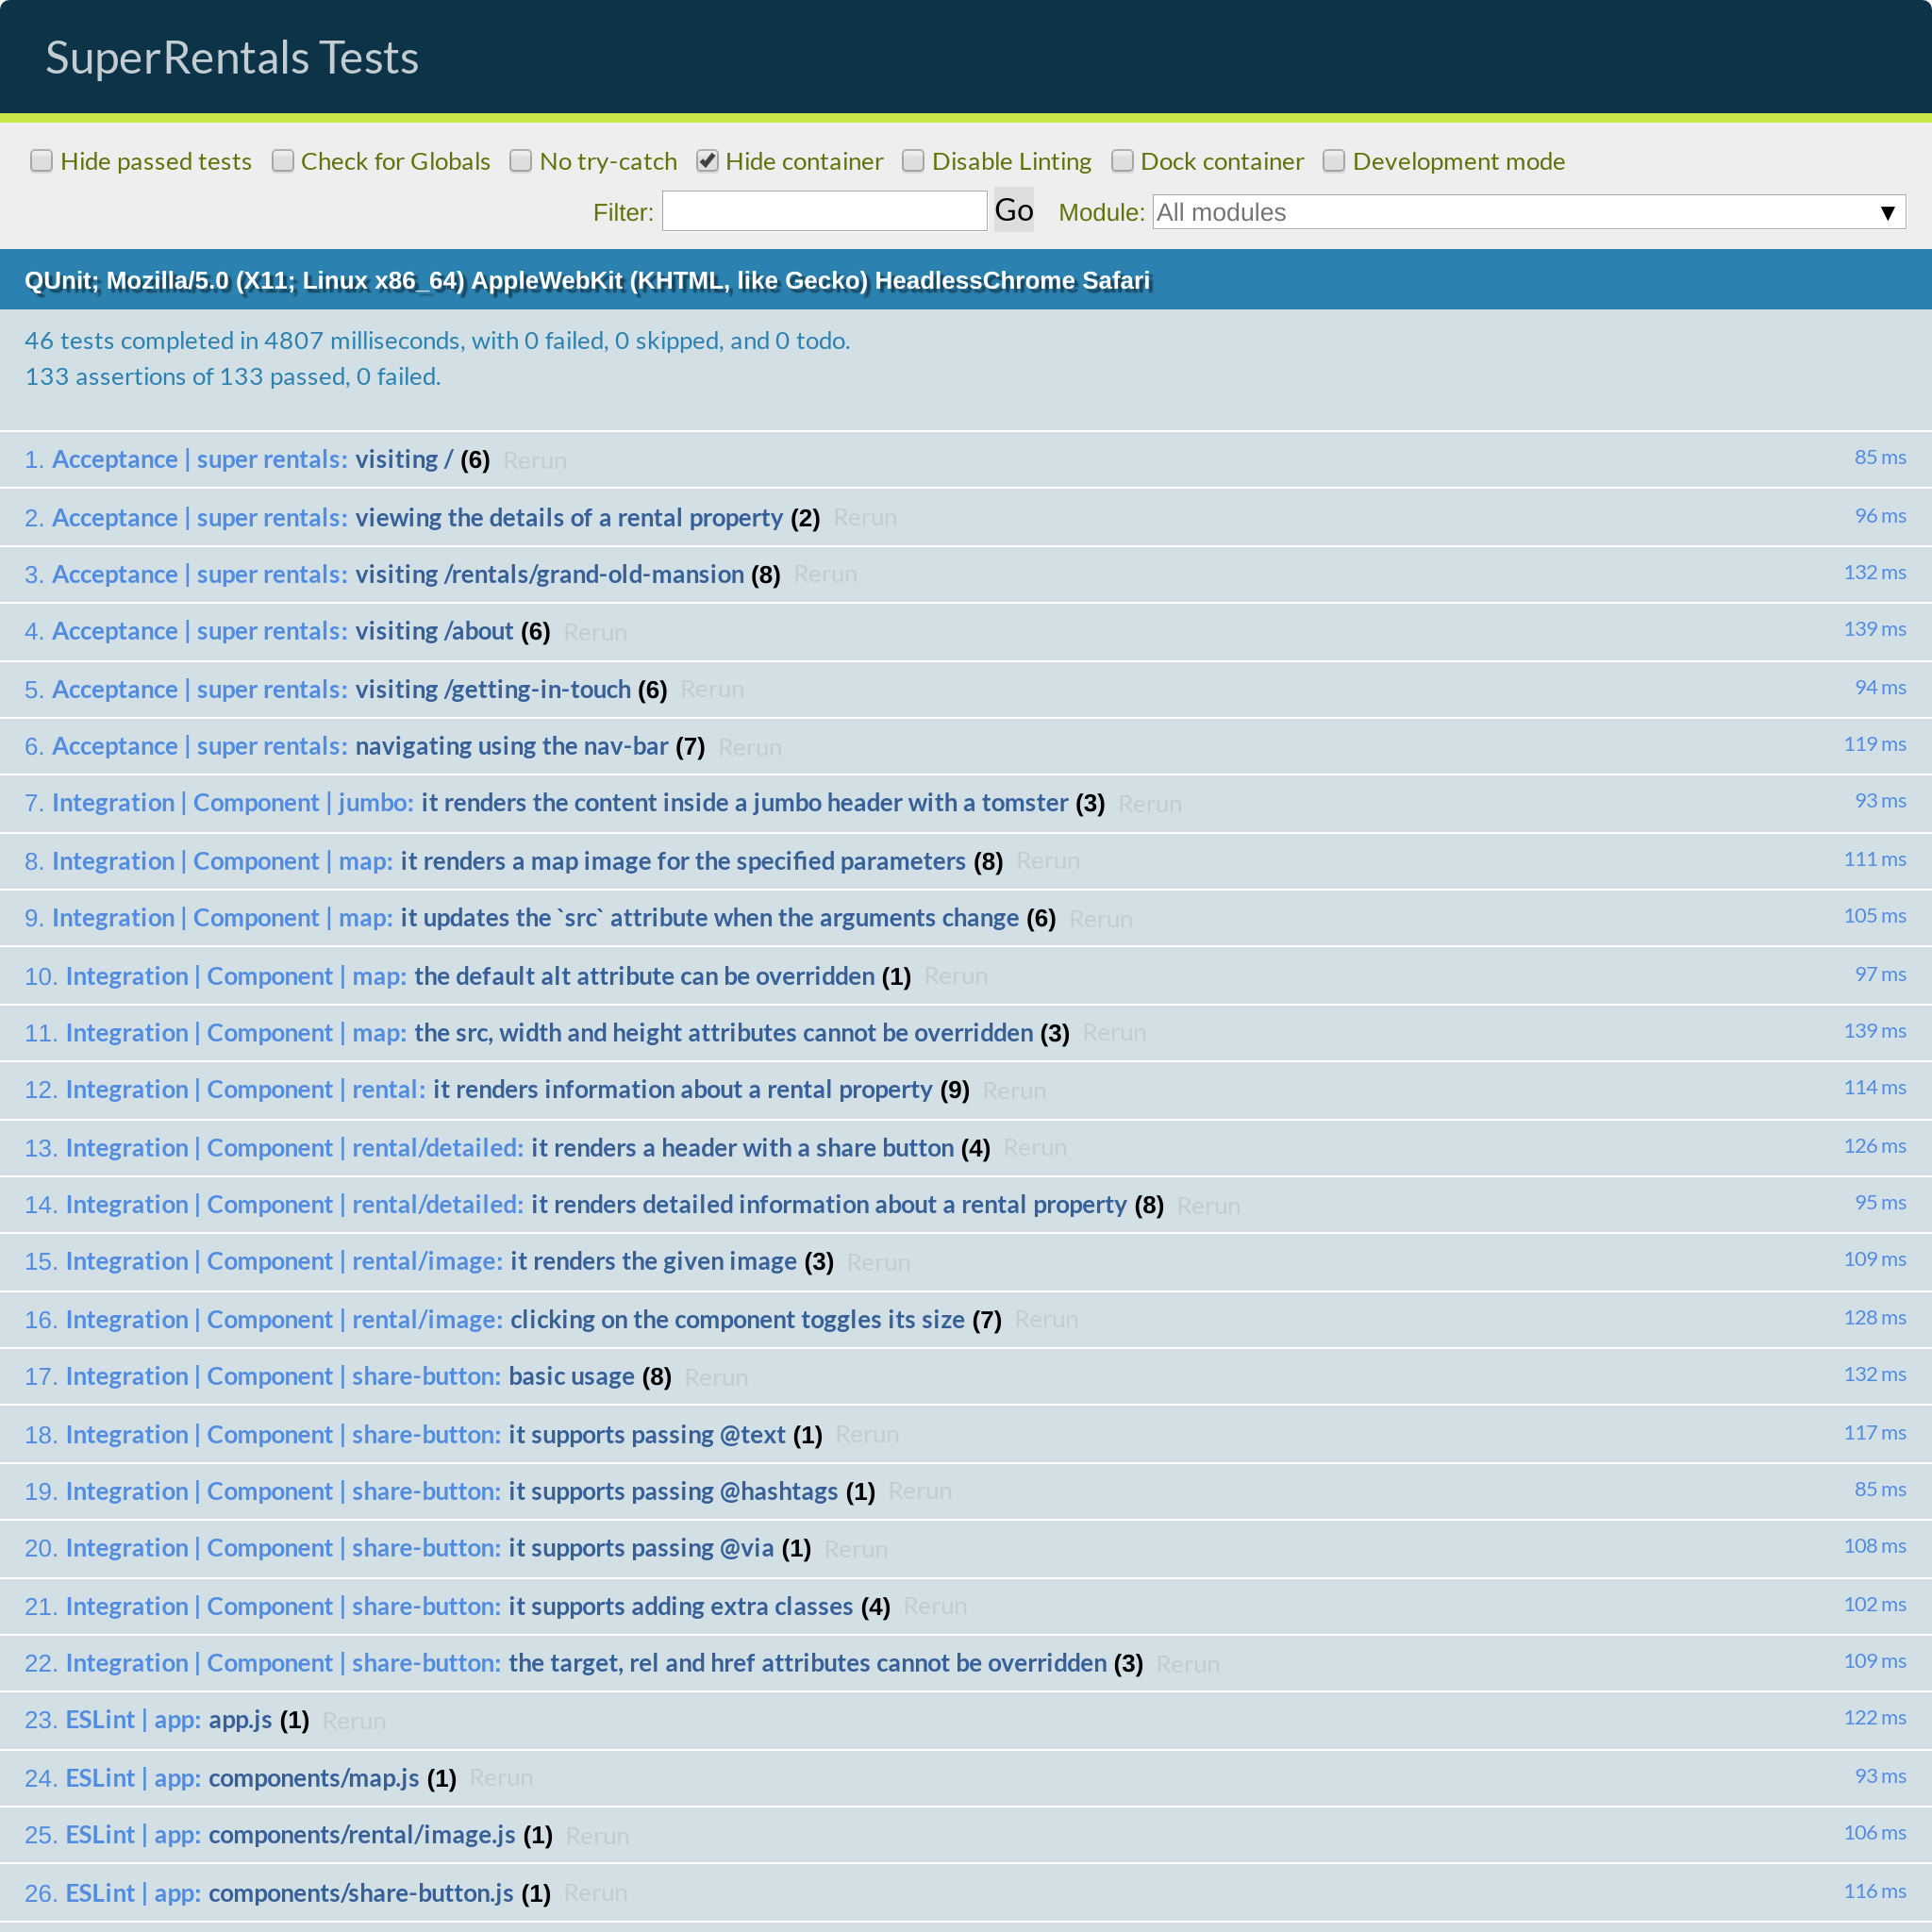 SuperRentals Tests
Hide passed tests Check for Globals No try-catch Hide container Disable Linting Dock container Development mode
Filter: Go Module: All modules ▼
QUnit; Mozilla/5.0 (X11; Linux x86_64) AppleWebKit (KHTML, like Gecko) HeadlessChrome Safari
46 tests completed in 4807 milliseconds, with 0 failed, 0 skipped, and 0 todo.
133 assertions of 133 passed, 0 failed.
1. Acceptance | super rentals: visiting / (6) Rerun 85 ms
2. Acceptance | super rentals: viewing the details of a rental property (2) Rerun 96 ms
3. Acceptance | super rentals: visiting /rentals/grand-old-mansion (8) Rerun 132 ms
4. Acceptance | super rentals: visiting /about (6) Rerun 139 ms
5. Acceptance | super rentals: visiting /getting-in-touch (6) Rerun 94 ms
6. Acceptance | super rentals: navigating using the nav-bar (7) Rerun 119 ms
7. Integration | Component | jumbo: it renders the content inside a jumbo header with a tomster (3) Rerun 93 ms
8. Integration | Component | map: it renders a map image for the specified parameters (8) Rerun 111 ms
9. Integration | Component | map: it updates the `src` attribute when the arguments change (6) Rerun 105 ms
10. Integration | Component | map: the default alt attribute can be overridden (1) Rerun 97 ms
11. Integration | Component | map: the src, width and height attributes cannot be overridden (3) Rerun 139 ms
12. Integration | Component | rental: it renders information about a rental property (9) Rerun 114 ms
13. Integration | Component | rental/detailed: it renders a header with a share button (4) Rerun 126 ms
14. Integration | Component | rental/detailed: it renders detailed information about a rental property (8) Rerun 95 ms
15. Integration | Component | rental/image: it renders the given image (3) Rerun 109 ms
16. Integration | Component | rental/image: clicking on the component toggles its size (7) Rerun 128 ms
17. Integration | Component | share-button: basic usage (8) Rerun 132 ms
18. Integration | Component | share-button: it supports passing @text (1) Rerun 117 ms
19. Integration | Component | share-button: it supports passing @hashtags (1) Rerun 85 ms
20. Integration | Component | share-button: it supports passing @via (1) Rerun 108 ms
21. Integration | Component | share-button: it supports adding extra classes (4) Rerun 102 ms
22. Integration | Component | share-button: the target, rel and href attributes cannot be overridden (3) Rerun 109 ms
23. ESLint | app: app.js (1) Rerun 122 ms
24. ESLint | app: components/map.js (1) Rerun 93 ms
25. ESLint | app: components/rental/image.js (1) Rerun 106 ms
26. ESLint | app: components/share-button.js (1) Rerun 116 ms